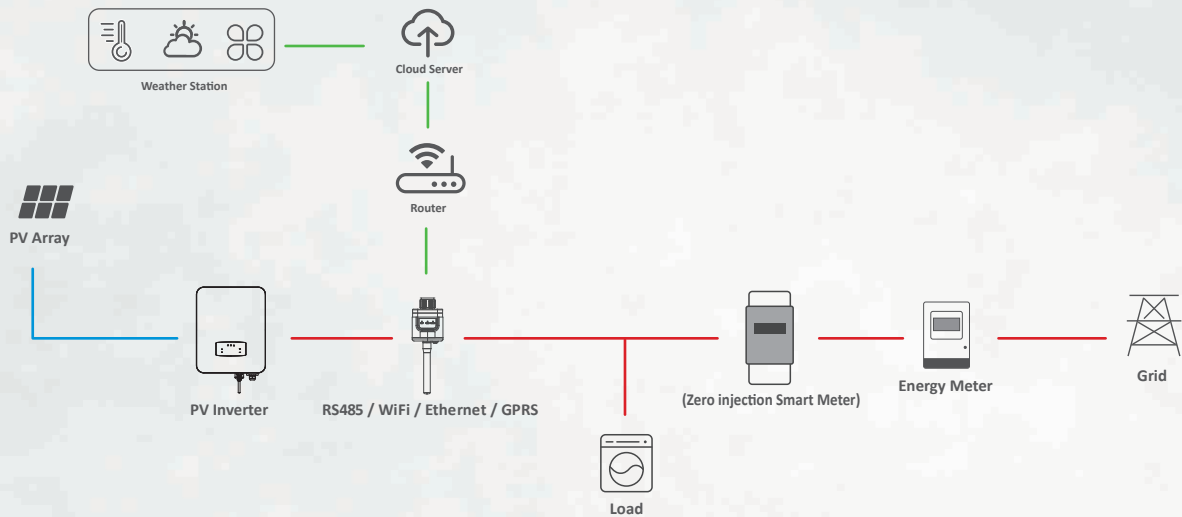 Weather Station
Cloud Server
Router
PV Array
PV Inverter
RS485 / WiFi / Ethernet / GPRS
(Zero injection Smart Meter)
Energy Meter
Grid
Load